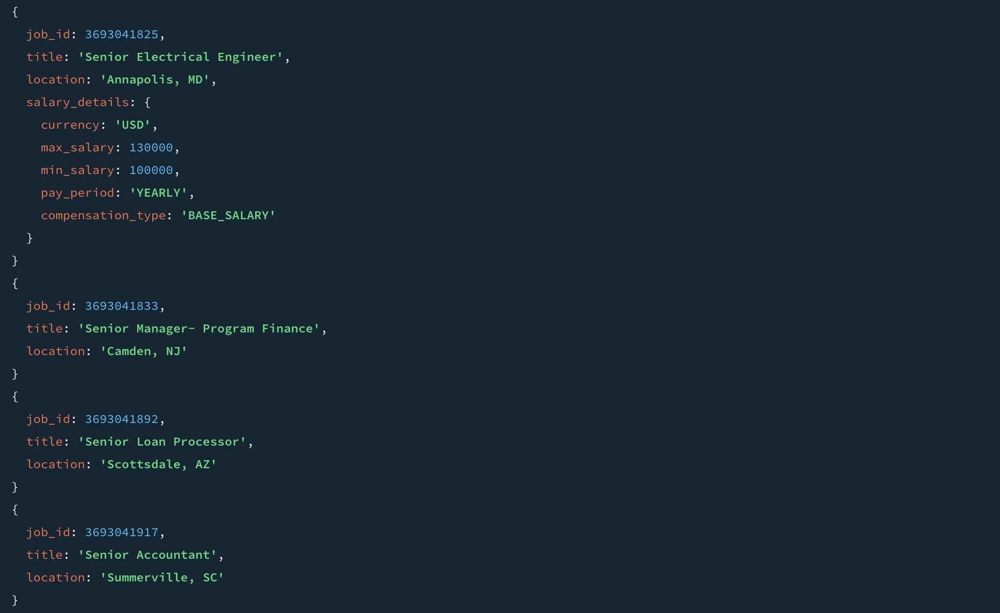 {
  job_id: 3693041825,
  title: 'Senior Electrical Engineer',
  location: 'Annapolis, MD',
  salary_details: {
    currency: 'USD',
    max_salary: 130000,
    min_salary: 100000,
    pay_period: 'YEARLY',
    compensation_type: 'BASE_SALARY'
  }
}
{
  job_id: 3693041833,
  title: 'Senior Manager- Program Finance',
  location: 'Camden, NJ'
}
{
  job_id: 3693041892,
  title: 'Senior Loan Processor',
  location: 'Scottsdale, AZ'
}
{
  job_id: 3693041917,
  title: 'Senior Accountant',
  location: 'Summerville, SC'
}